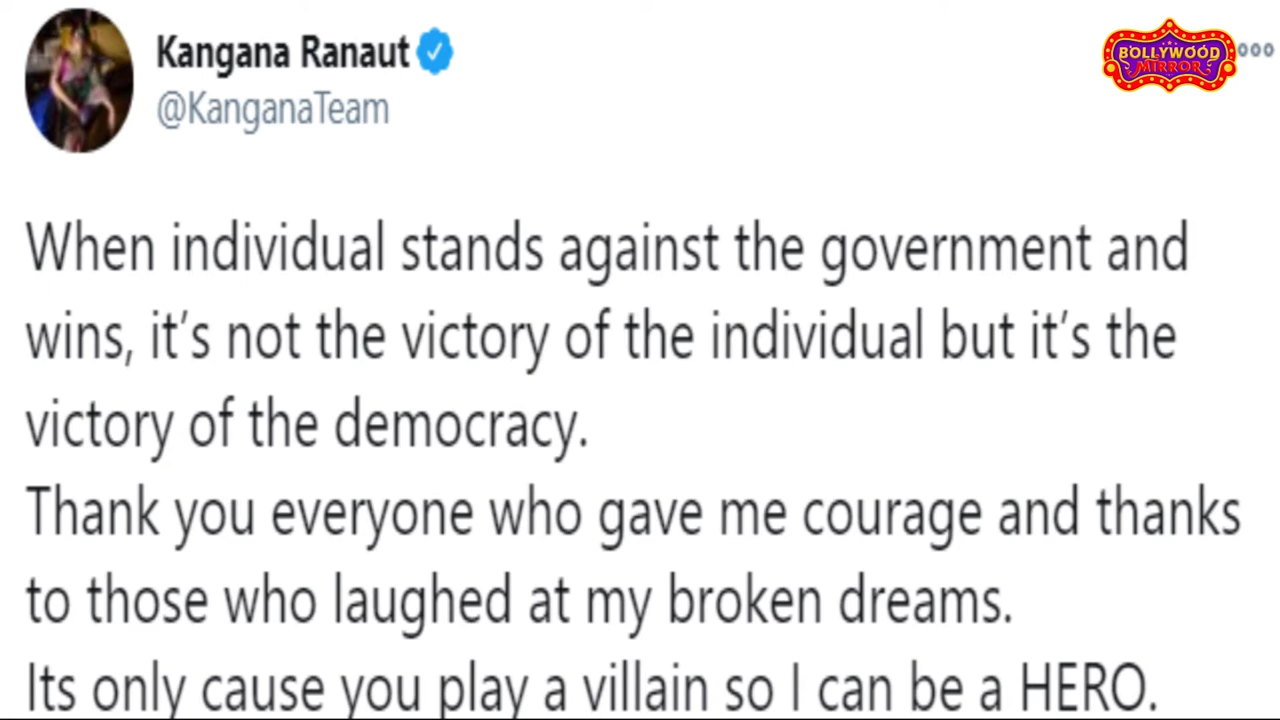 Kangana Ranaut
@KanganaTeam
BOLLYWOOD
MIRROR
When individual stands against the government and
wins, it's not the victory of the individual but it's the
victory of the democracy.
Thank you everyone who gave me courage and thanks
to those who laughed at my broken dreams.
Its only cause you play a villain so I can be a HERO.